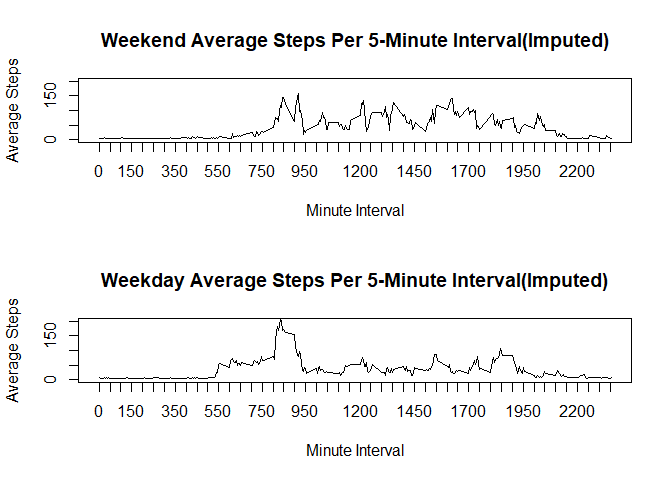 Weekend Average Steps Per 5-Minute Interval(Imputed)
Average Steps
150
0
0 150 350 550 750 950 1200 1450 1700 1950 2200
Minute Interval
Weekday Average Steps Per 5-Minute Interval(Imputed)
Average Steps
150
0
0 150 350 550 750 950 1200 1450 1700 1950 2200
Minute Interval